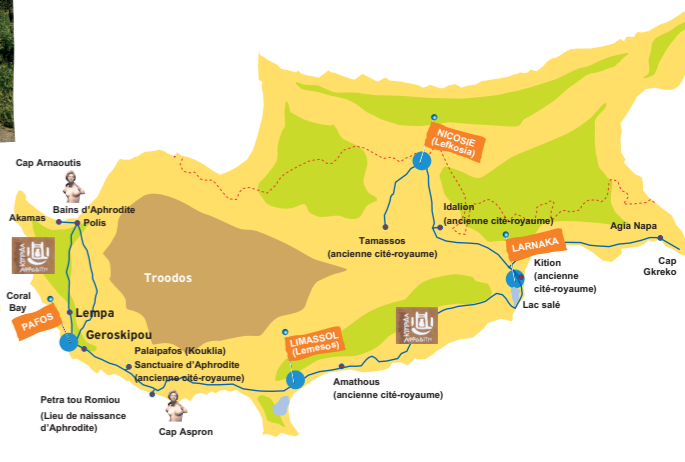 NICOSIE
(Lefkosia)
Cap Arnaoutis
Bains d'Aphrodite
Akamas
Polis
Idalion
(ancienne cité-royaume)
Tamassos
(ancienne cité-royaume)
Agia Napa
LARNAKA
Cap
Gkreko
Kition
(ancienne
cité-royaume)
Lac salé
Troodos
Coral
Bay
PAFOS
Lempa
Geroskipou
LIMASSOL
(Lemesos)
Palaipafos (Kouklia)
Sanctuaire d'Aphrodite
(ancienne cité-royaume)
Amathous
(ancienne cité-royaume)
Petra tou Romiou
(Lieu de naissance
d'Aphrodite)
Cap Aspron